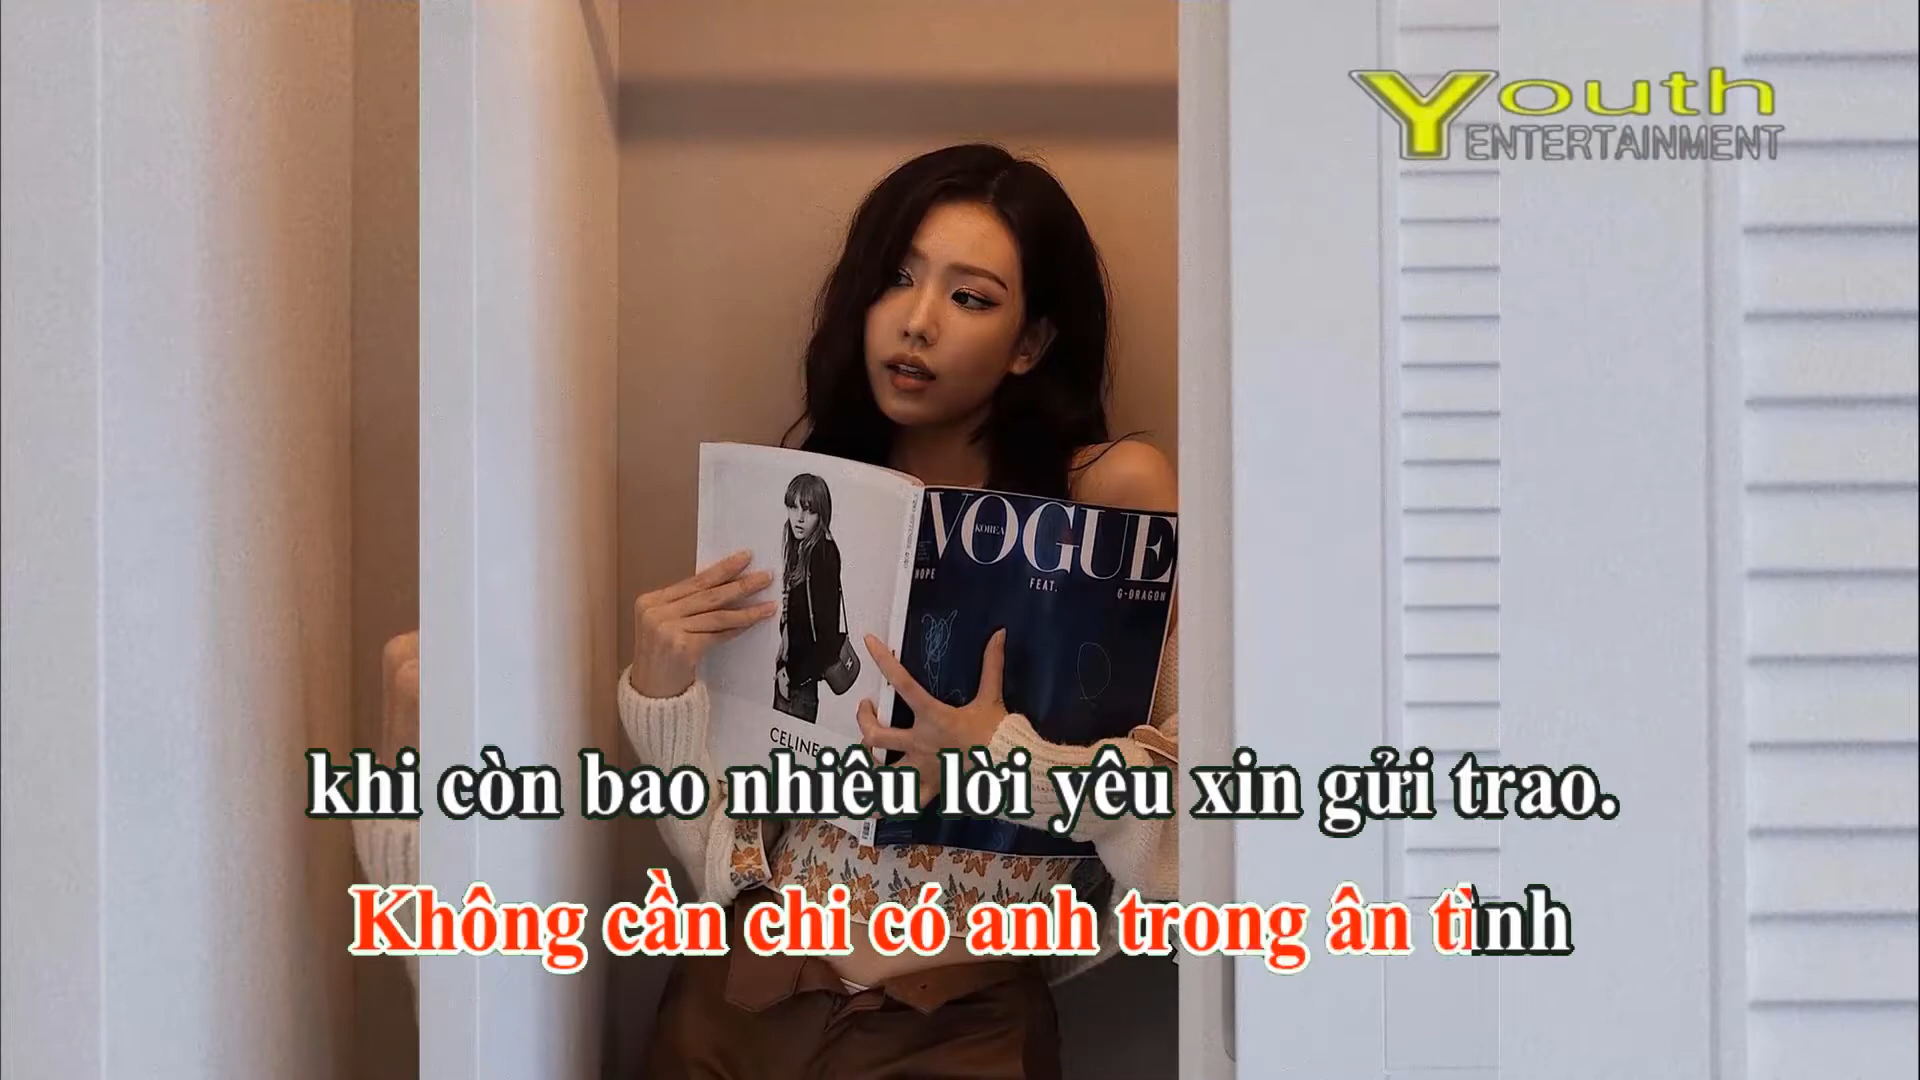 Youth
ENTERTAINMENT
VOGUE
KOREA
HOPE
FEAT.
G-DRAGON
CELINE
khi còn bao nhiêu lời yêu xin gửi trao.
Không cần chi có anh trong ân tình